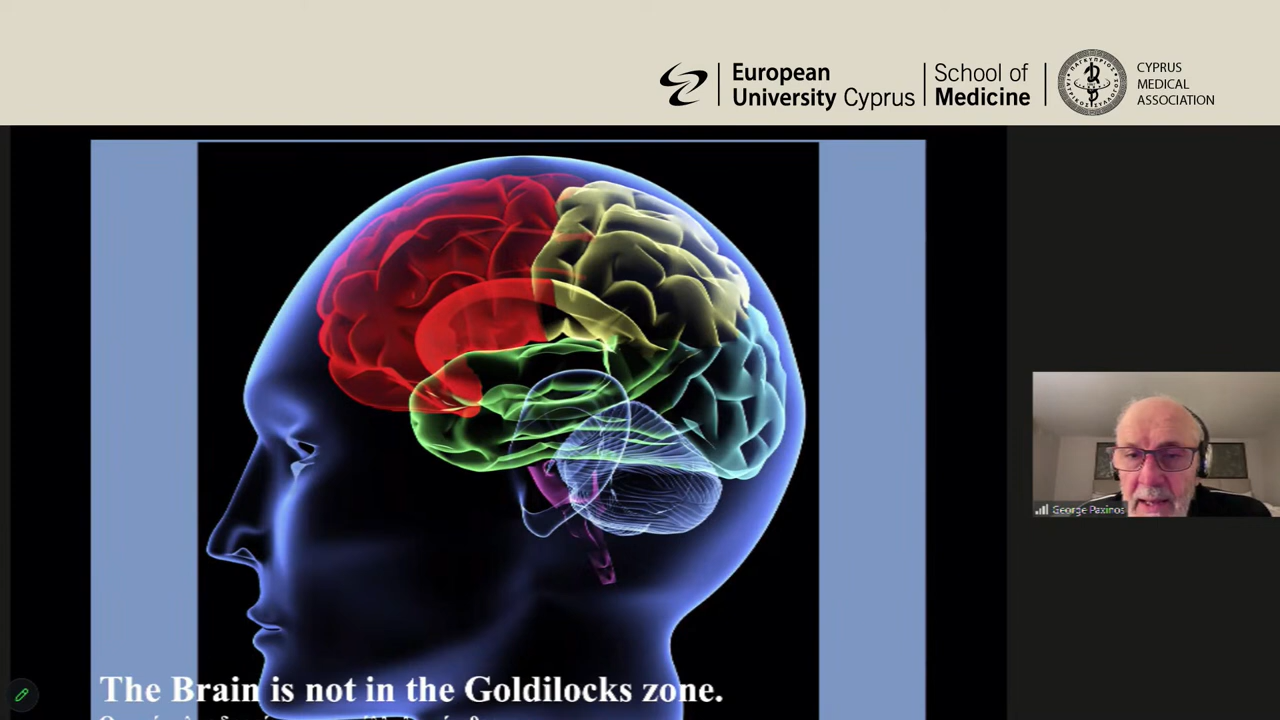 European
University Cyprus
School of
Medicine
CYPRUS
MEDICAL
ASSOCIATION
George Paxinos
The Brain is not in the Goldilocks zone.